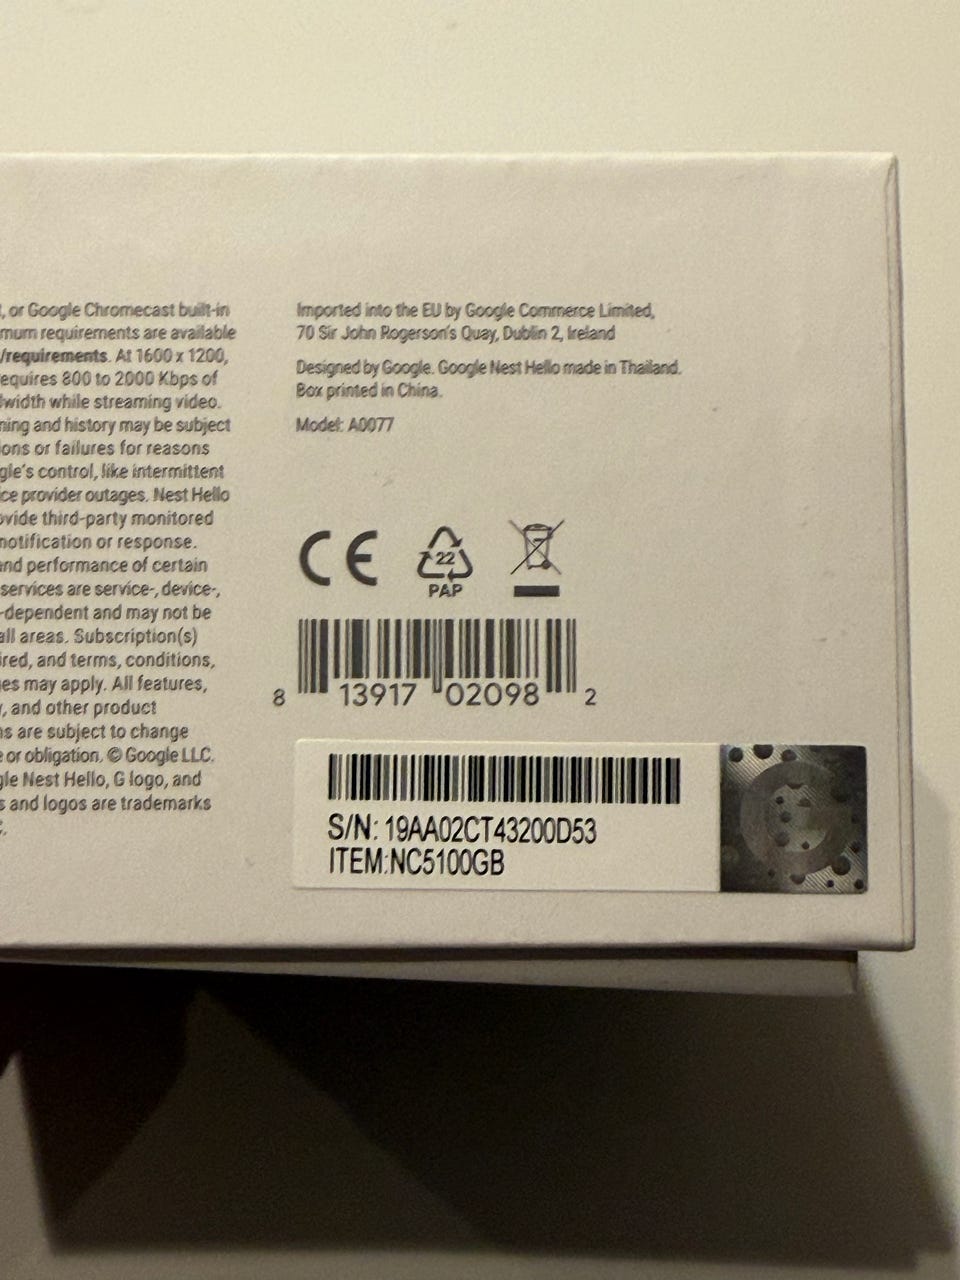 , or Google Chromecast built-in
mum requirements are available
/requirements. At 1600 x 1200,
equires 800 to 2000 Kbps of
dwidth while streaming video.
ning and history may be subject
ions or failures for reasons
gle's control, like intermittent
ice provider outages. Nest Hello
ovide third-party monitored
notification or response.
and performance of certain
services are service-, device-,
-dependent and may not be
all areas. Subscription(s)
ired, and terms, conditions,
es may apply. All features,
, and other product
ns are subject to change
e or obligation. © Google LLC.
gle Nest Hello, G logo, and
s and logos are trademarks
C.
Imported into the EU by Google Commerce Limited,
70 Sir John Rogerson's Quay, Dublin 2, Ireland
Designed by Google. Google Nest Hello made in Thailand.
Box printed in China.
Model: A0077
CE
22
PAP
8 13917 02098 2
S/N: 19AA02CT43200D53
ITEM:NC5100GB